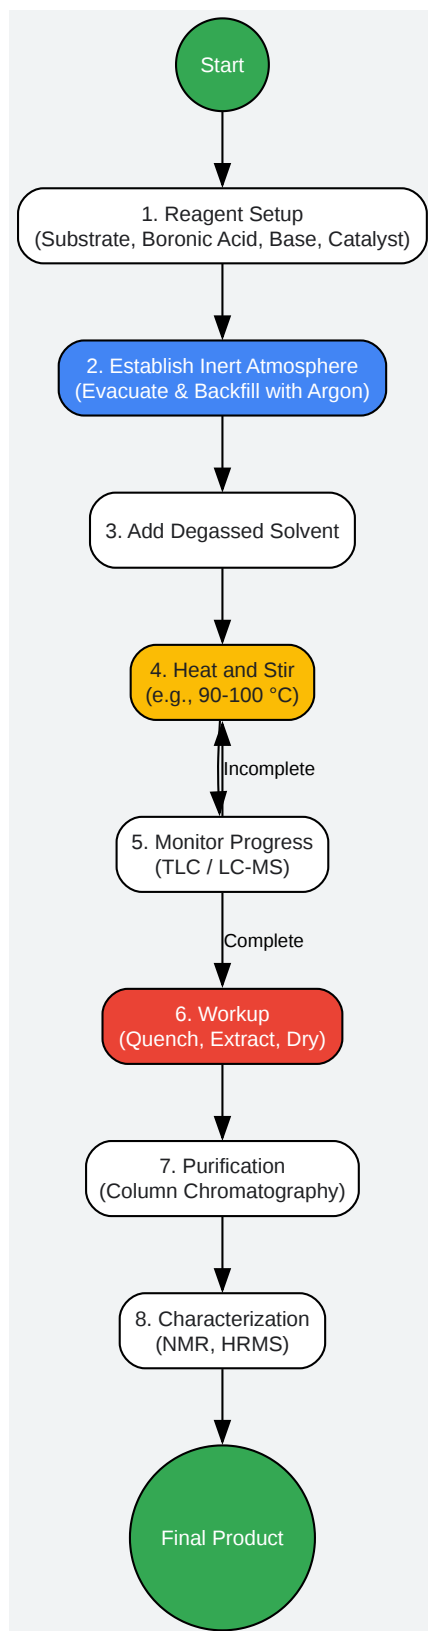 Start
1. Reagent Setup
(Substrate, Boronic Acid, Base, Catalyst)
2. Establish Inert Atmosphere
(Evacuate & Backfill with Argon)
3. Add Degassed Solvent
4. Heat and Stir
(e.g., 90-100 °C)
Incomplete
5. Monitor Progress
(TLC / LC-MS)
Complete
6. Workup
(Quench, Extract, Dry)
7. Purification
(Column Chromatography)
8. Characterization
(NMR, HRMS)
Final Product